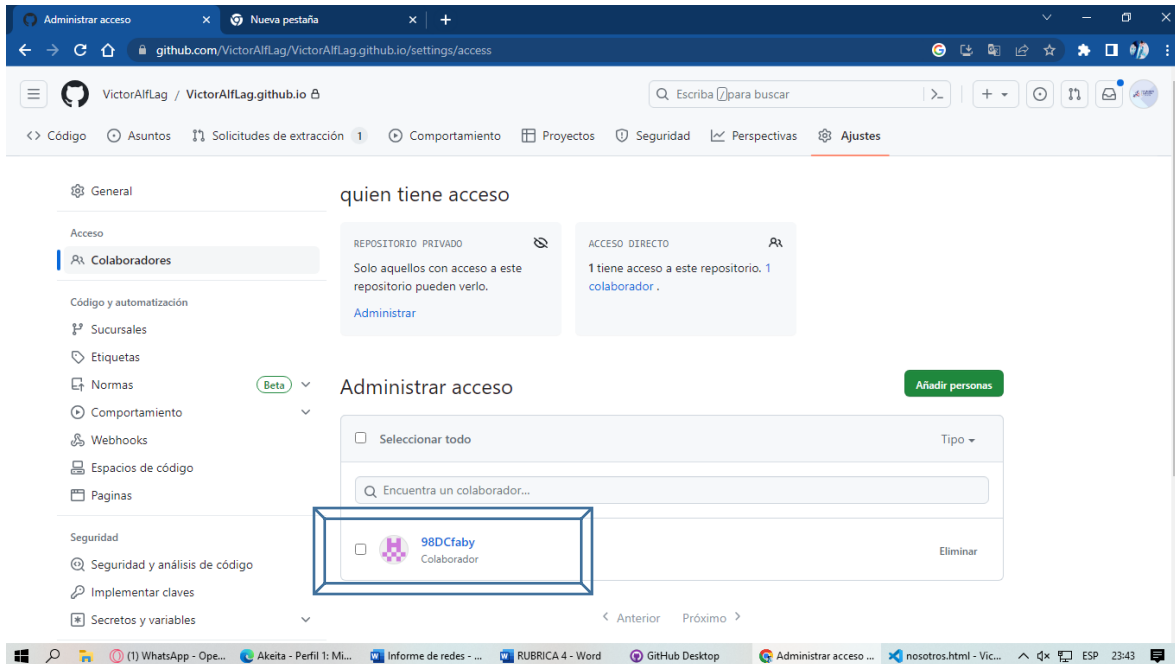 Administrar acceso
Nueva pestaña
github.com/VictorAlfLag/VictorAlfLag.github.io/settings/access
VictorAlfLag / VictorAlfLag.github.io
Escriba / para buscar
Código
Asuntos
Solicitudes de extracción 1
Comportamiento
Proyectos
Seguridad
Perspectivas
Ajustes
General
Acceso
Colaboradores
Código y automatización
Sucursales
Etiquetas
Normas Beta
Comportamiento
Webhooks
Espacios de código
Paginas
Seguridad
Seguridad y análisis de código
Implementar claves
Secretos y variables
quien tiene acceso
REPOSITORIO PRIVADO
Solo aquellos con acceso a este
repositorio pueden verlo.
Administrar
ACCESO DIRECTO
1 tiene acceso a este repositorio. 1
colaborador .
Administrar acceso
Añadir personas
Seleccionar todo
Tipo
Encuentra un colaborador...
98DCfaby
Colaborador
Eliminar
Anterior
Próximo
(1) WhatsApp - Ope...
Akeita - Perfil 1: Mi...
Informe de redes - ...
RUBRICA 4 - Word
GitHub Desktop
Administrar acceso ...
nosotros.html - Vic...
ESP
23:43